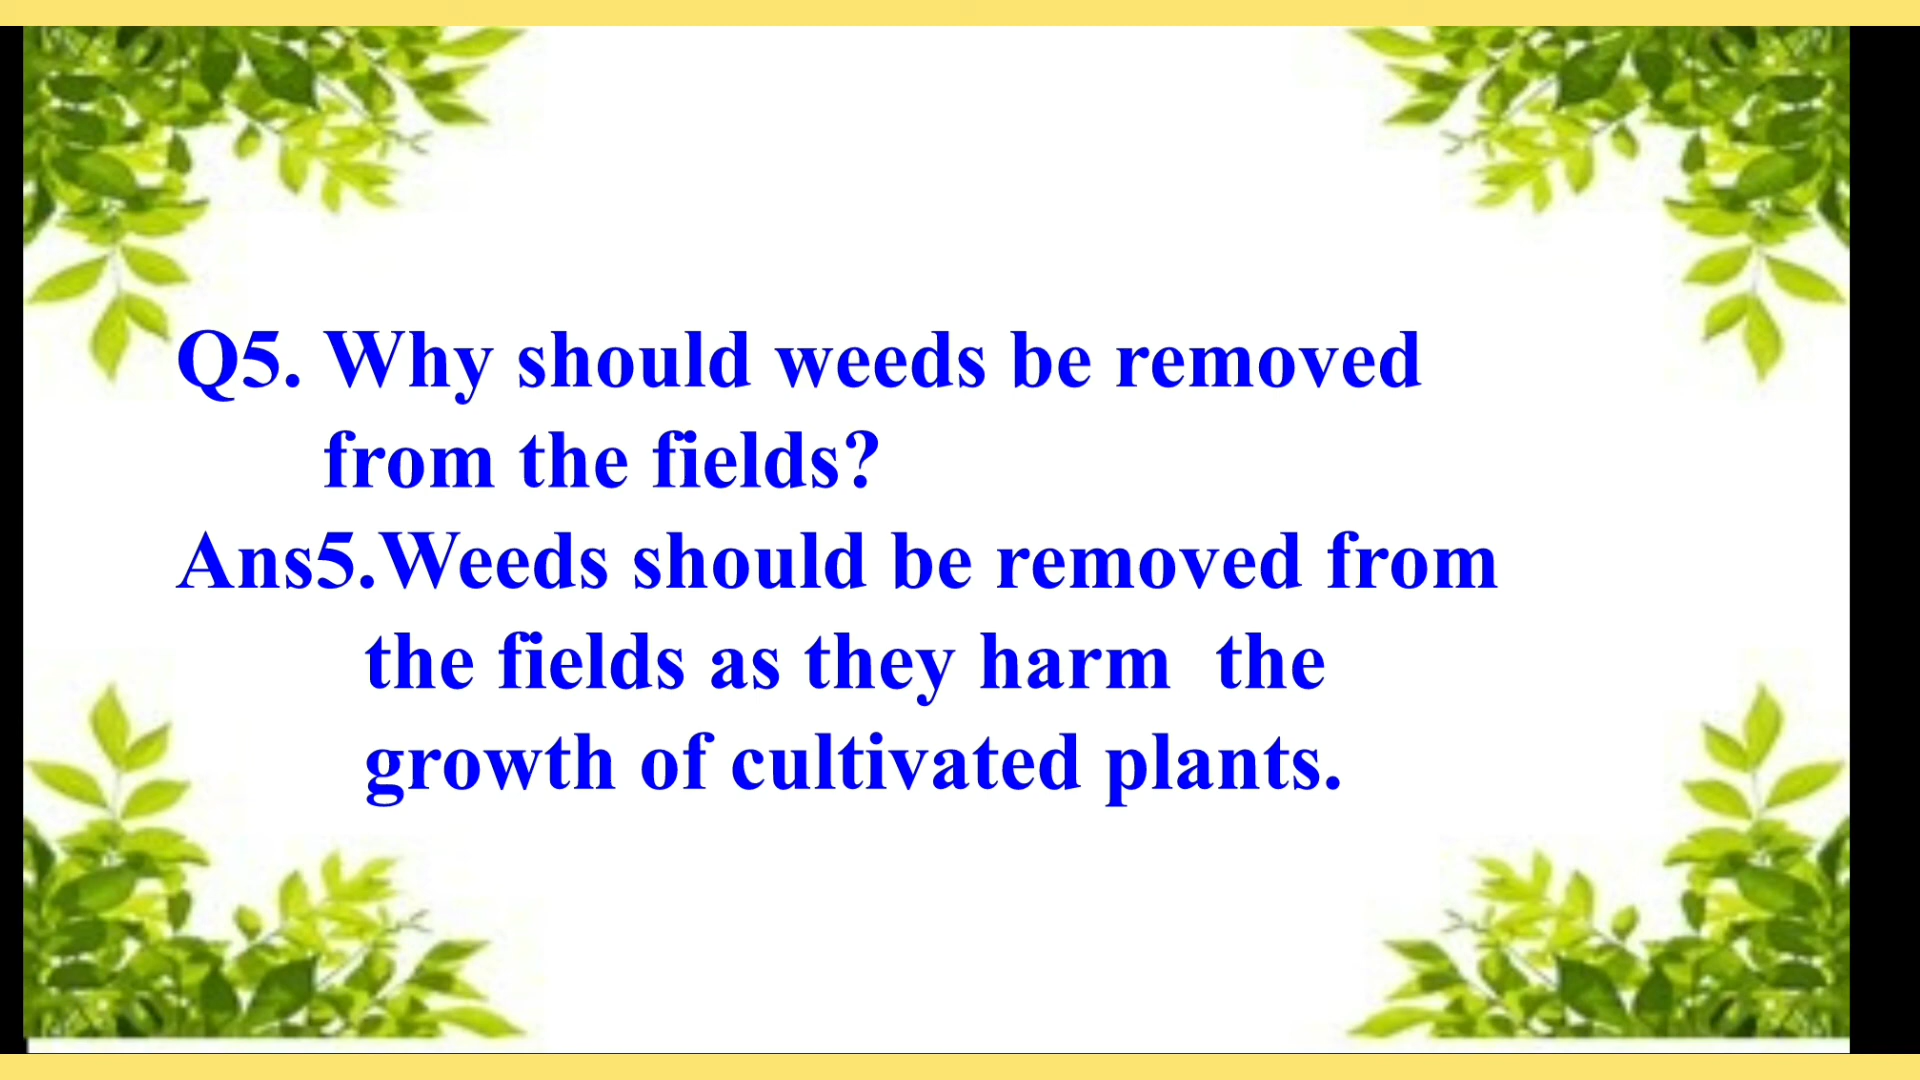 Q5. Why should weeds be removed
from the fields?
Ans5.Weeds should be removed from
the fields as they harm  the
growth of cultivated plants.